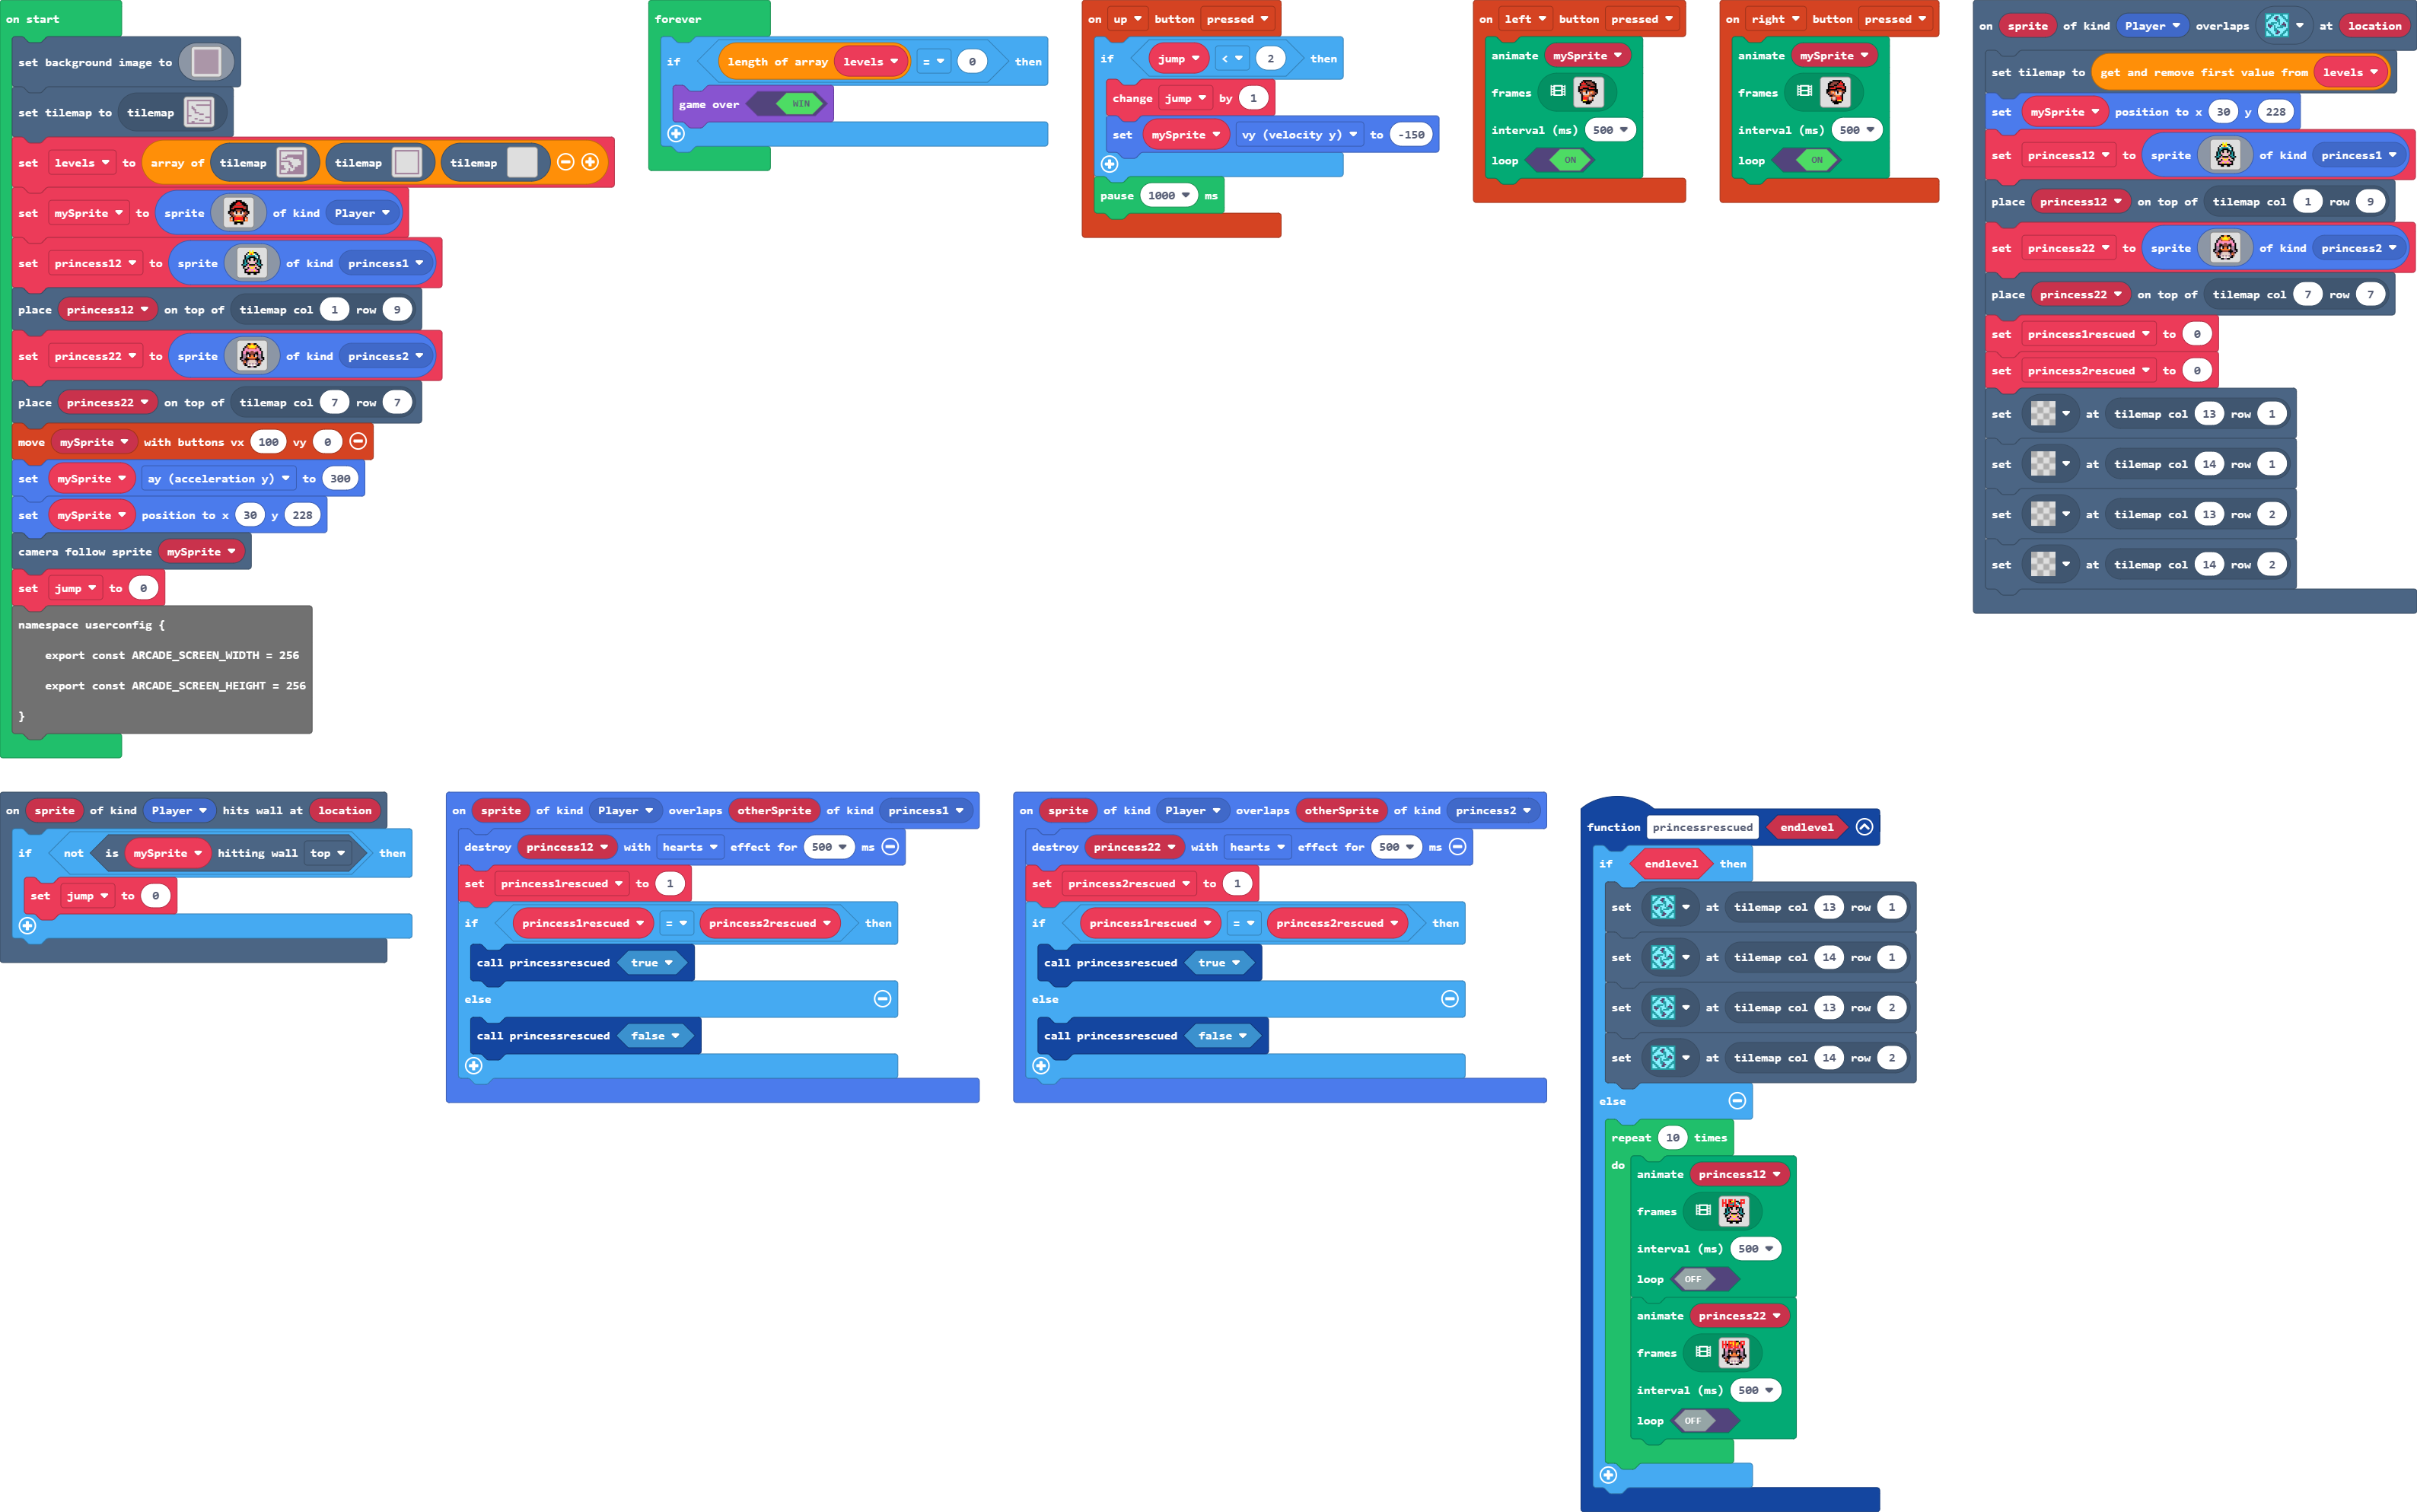 on start
set background image to
set tilemap to tilemap
set levels to array of tilemap tilemap tilemap
set mySprite to sprite of kind Player
set princess12 to sprite of kind princess1
place princess12 on top of tilemap col 1 row 9
set princess22 to sprite of kind princess2
place princess22 on top of tilemap col 7 row 7
move mySprite with buttons vx 100 vy 0
set mySprite ay (acceleration y) to 300
set mySprite position to x 30 y 228
camera follow sprite mySprite
set jump to 0
namespace userconfig {
export const ARCADE_SCREEN_WIDTH = 256
export const ARCADE_SCREEN_HEIGHT = 256
}
forever
if length of array levels = 0 then
game over WIN
on up button pressed
if jump < 2 then
change jump by 1
set mySprite vy (velocity y) to -150
pause 1000 ms
on left button pressed
animate mySprite
frames
interval (ms) 500
loop ON
on right button pressed
animate mySprite
frames
interval (ms) 500
loop ON
on sprite of kind Player overlaps at location
set tilemap to get and remove first value from levels
set mySprite position to x 30 y 228
set princess12 to sprite of kind princess1
place princess12 on top of tilemap col 1 row 9
set princess22 to sprite of kind princess2
place princess22 on top of tilemap col 7 row 7
set princess1rescued to 0
set princess2rescued to 0
set at tilemap col 13 row 1
set at tilemap col 14 row 1
set at tilemap col 13 row 2
set at tilemap col 14 row 2
on sprite of kind Player hits wall at location
if not is mySprite hitting wall top then
set jump to 0
on sprite of kind Player overlaps otherSprite of kind princess1
destroy princess12 with hearts effect for 500 ms
set princess1rescued to 1
if princess1rescued = princess2rescued then
call princessrescued true
else
call princessrescued false
on sprite of kind Player overlaps otherSprite of kind princess2
destroy princess22 with hearts effect for 500 ms
set princess2rescued to 1
if princess1rescued = princess2rescued then
call princessrescued true
else
call princessrescued false
function princessrescued endlevel
if endlevel then
set at tilemap col 13 row 1
set at tilemap col 14 row 1
set at tilemap col 13 row 2
set at tilemap col 14 row 2
else
repeat 10 times
do animate princess12
frames
interval (ms) 500
loop OFF
animate princess22
frames
interval (ms) 500
loop OFF